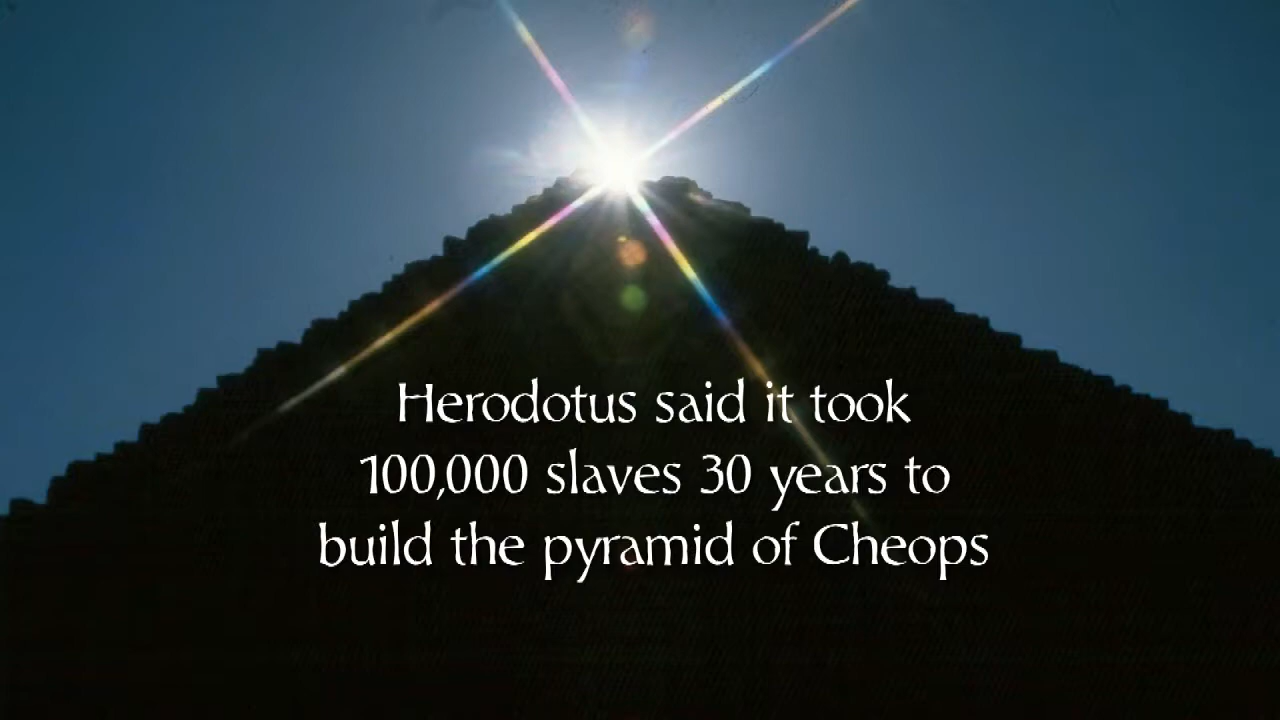 Herodotus said it took
100,000 slaves 30 years to
build the pyramid of Cheops